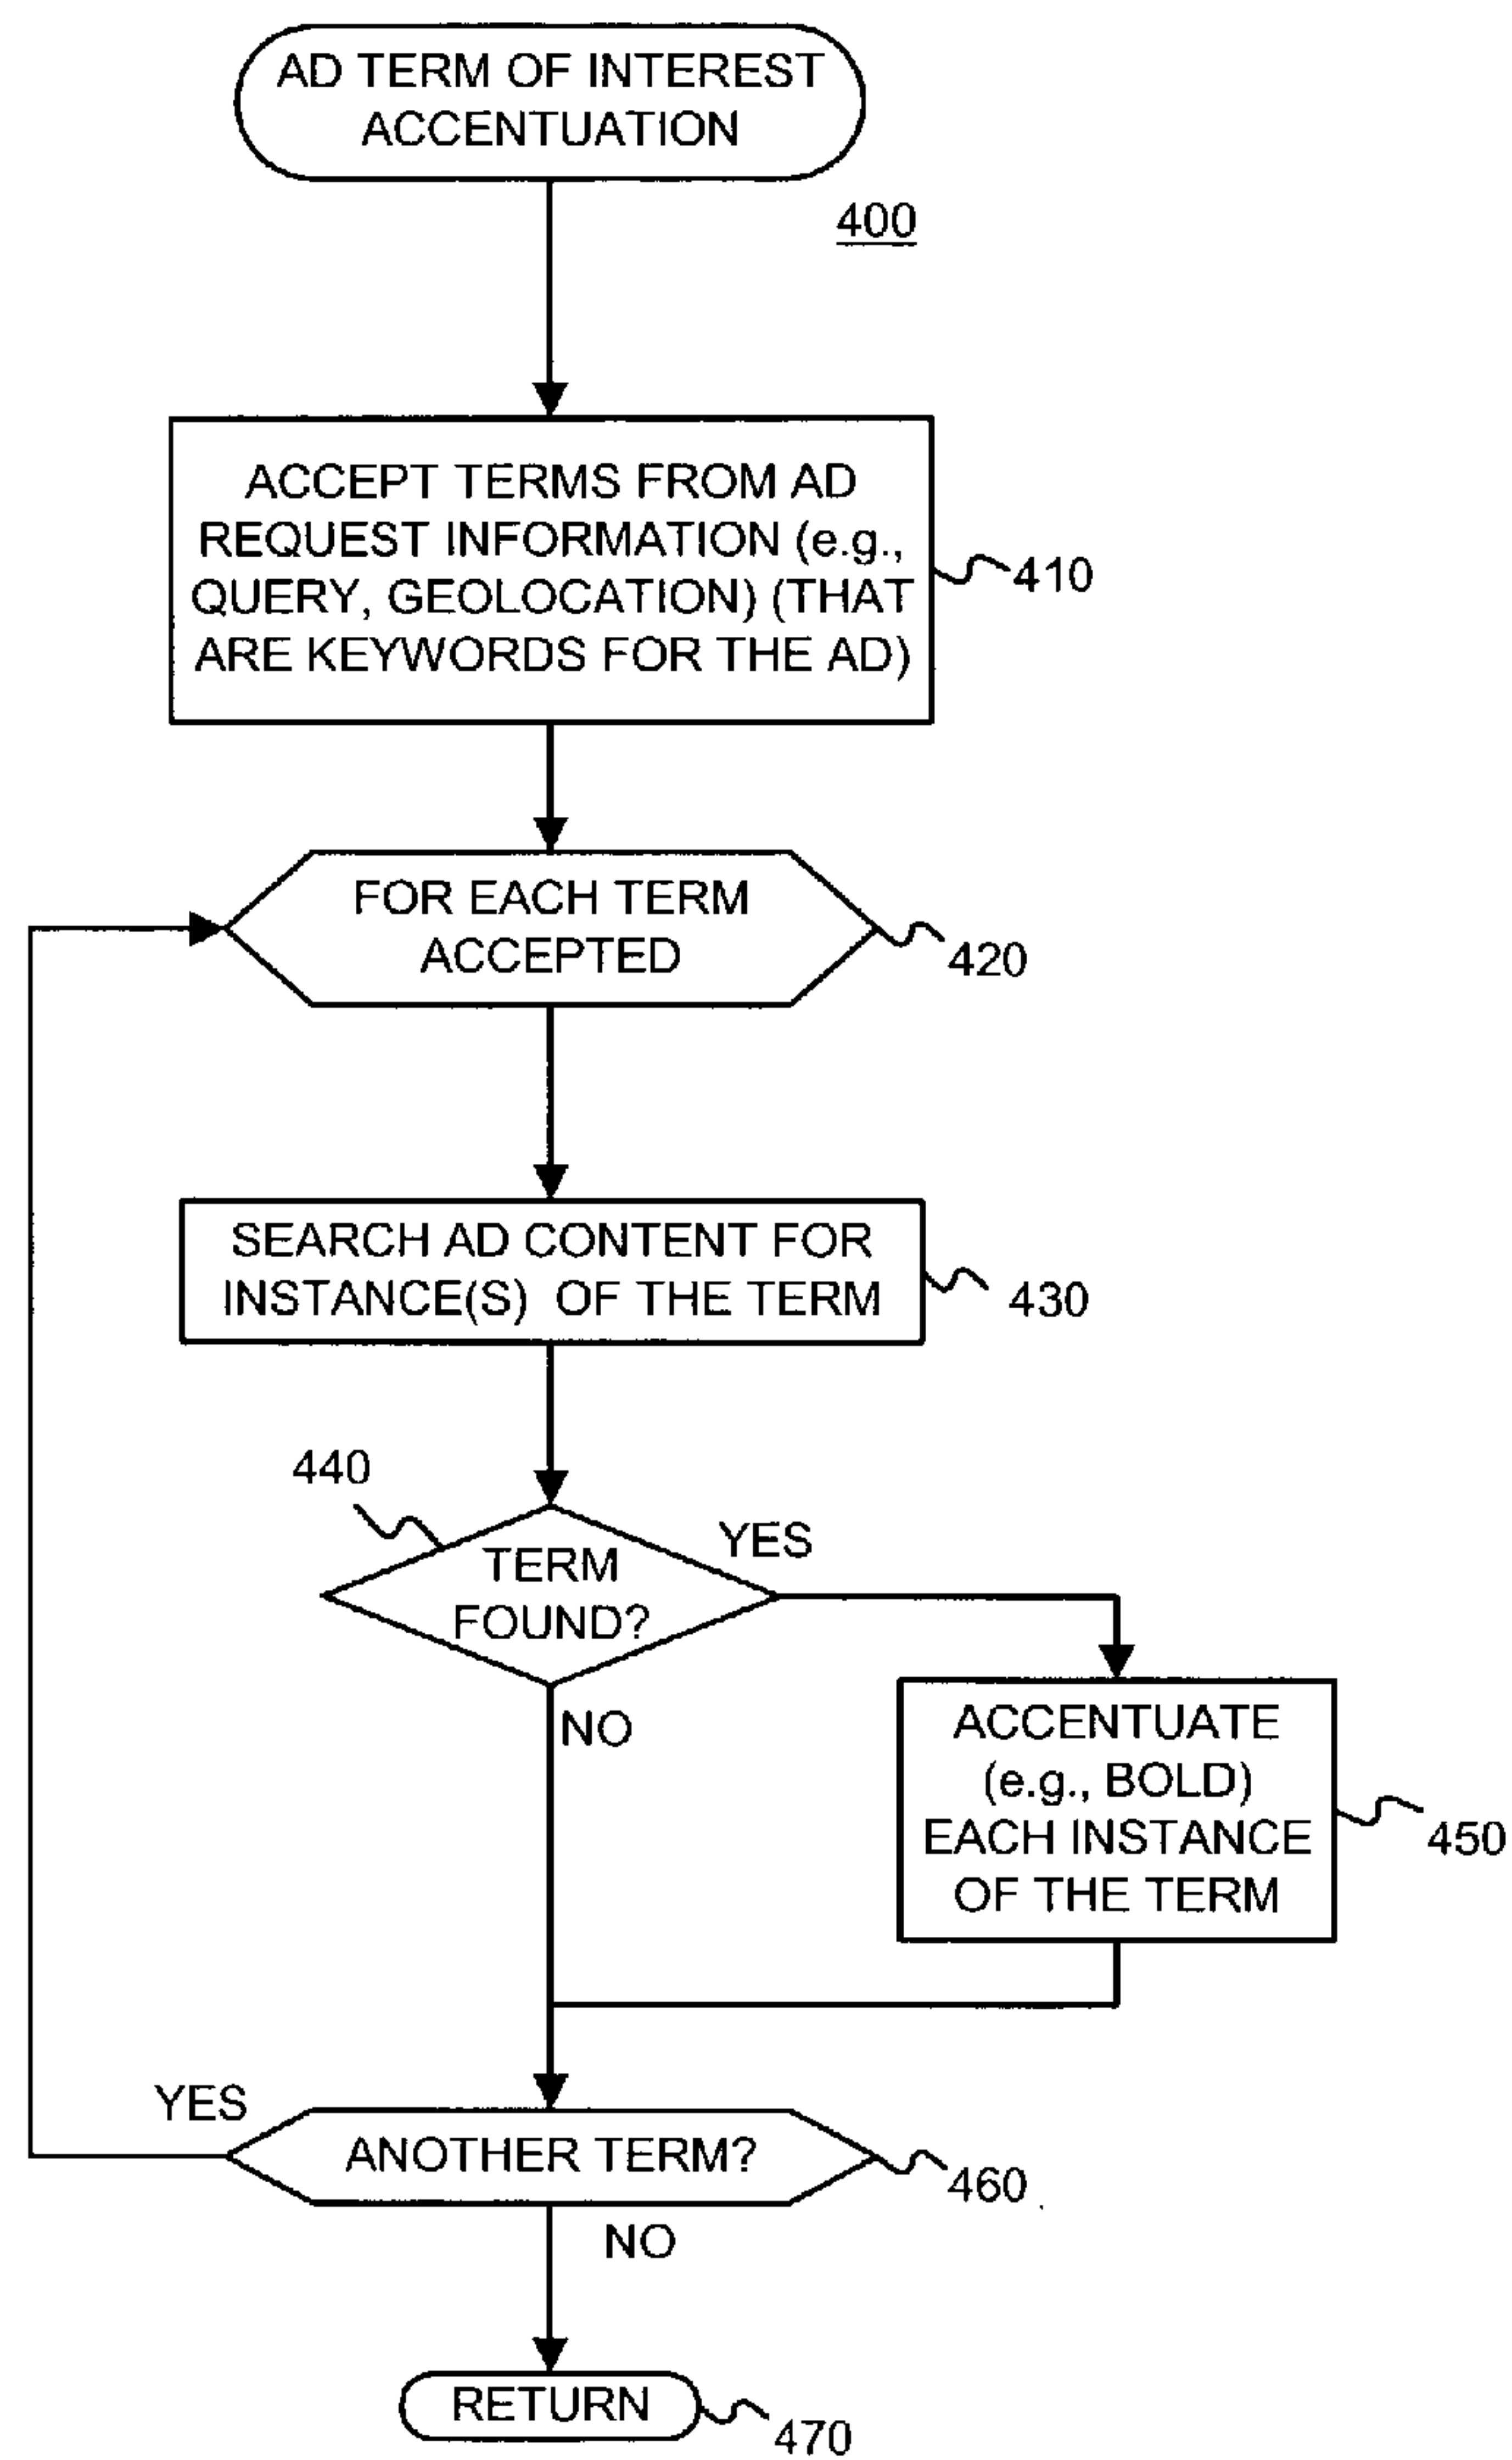 AD TERM OF INTEREST
ACCENTUATION
400
ACCEPT TERMS FROM AD
REQUEST INFORMATION (e.g.,
QUERY, GEOLOCATION) (THAT
ARE KEYWORDS FOR THE AD)
410
FOR EACH TERM
ACCEPTED
420
SEARCH AD CONTENT FOR
INSTANCE(S) OF THE TERM
430
440
TERM
FOUND?
YES
NO
ACCENTUATE
(e.g., BOLD)
EACH INSTANCE
OF THE TERM
450
YES
ANOTHER TERM?
460
NO
RETURN
470